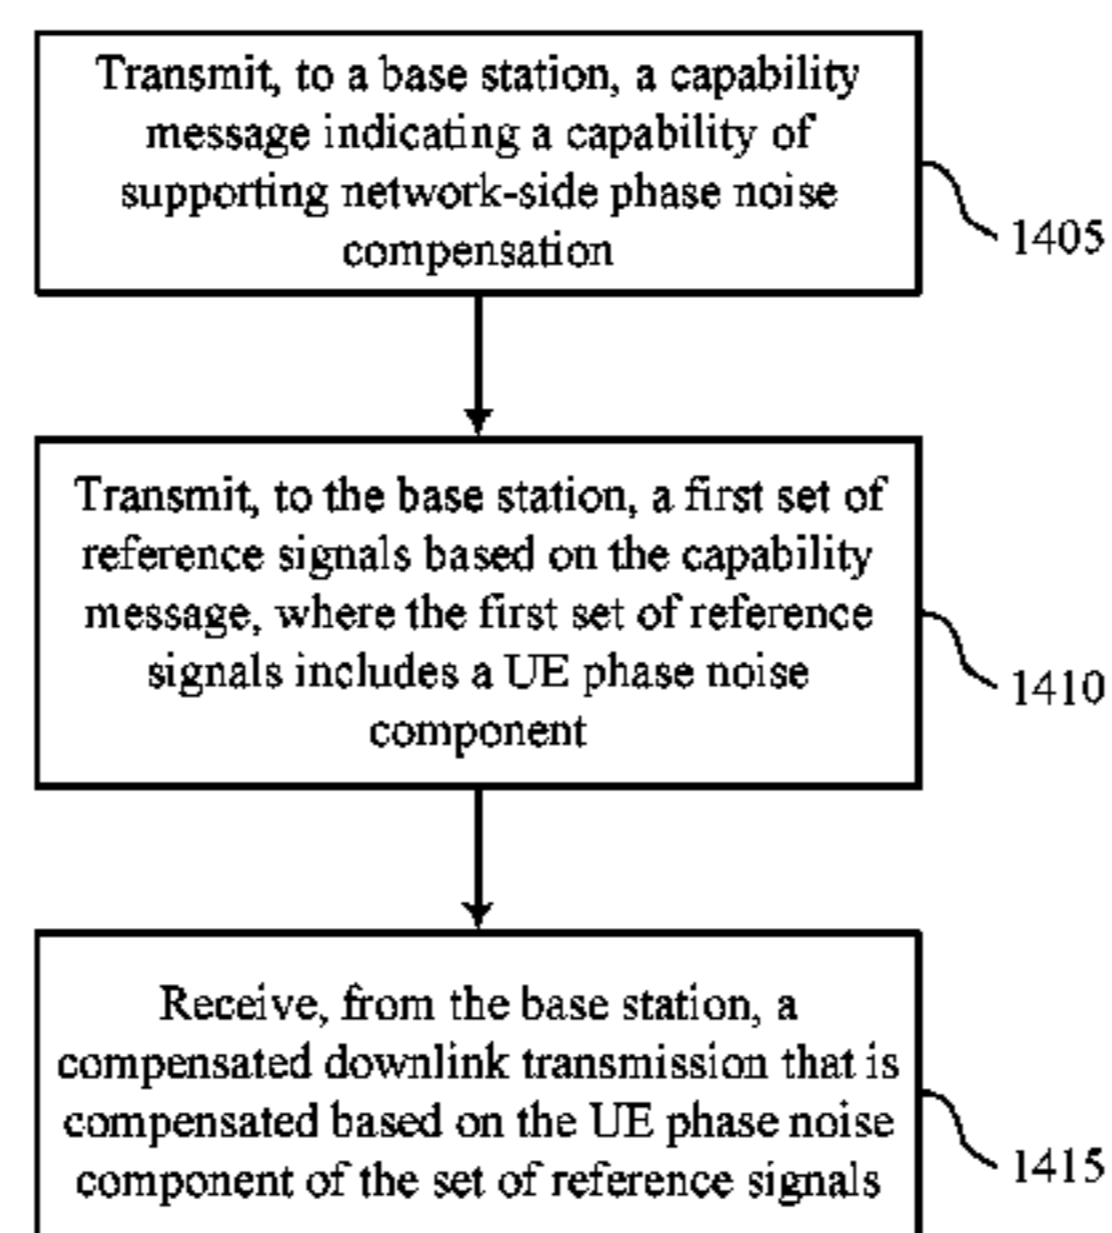 Transmit, to a base station, a capability
message indicating a capability of
supporting network-side phase noise
compensation
1405
Transmit, to the base station, a first set of
reference signals based on the capability
message, where the first set of reference
signals includes a UE phase noise
component
1410
Receive, from the base station, a
compensated downlink transmission that is
compensated based on the UE phase noise
component of the set of reference signals
1415